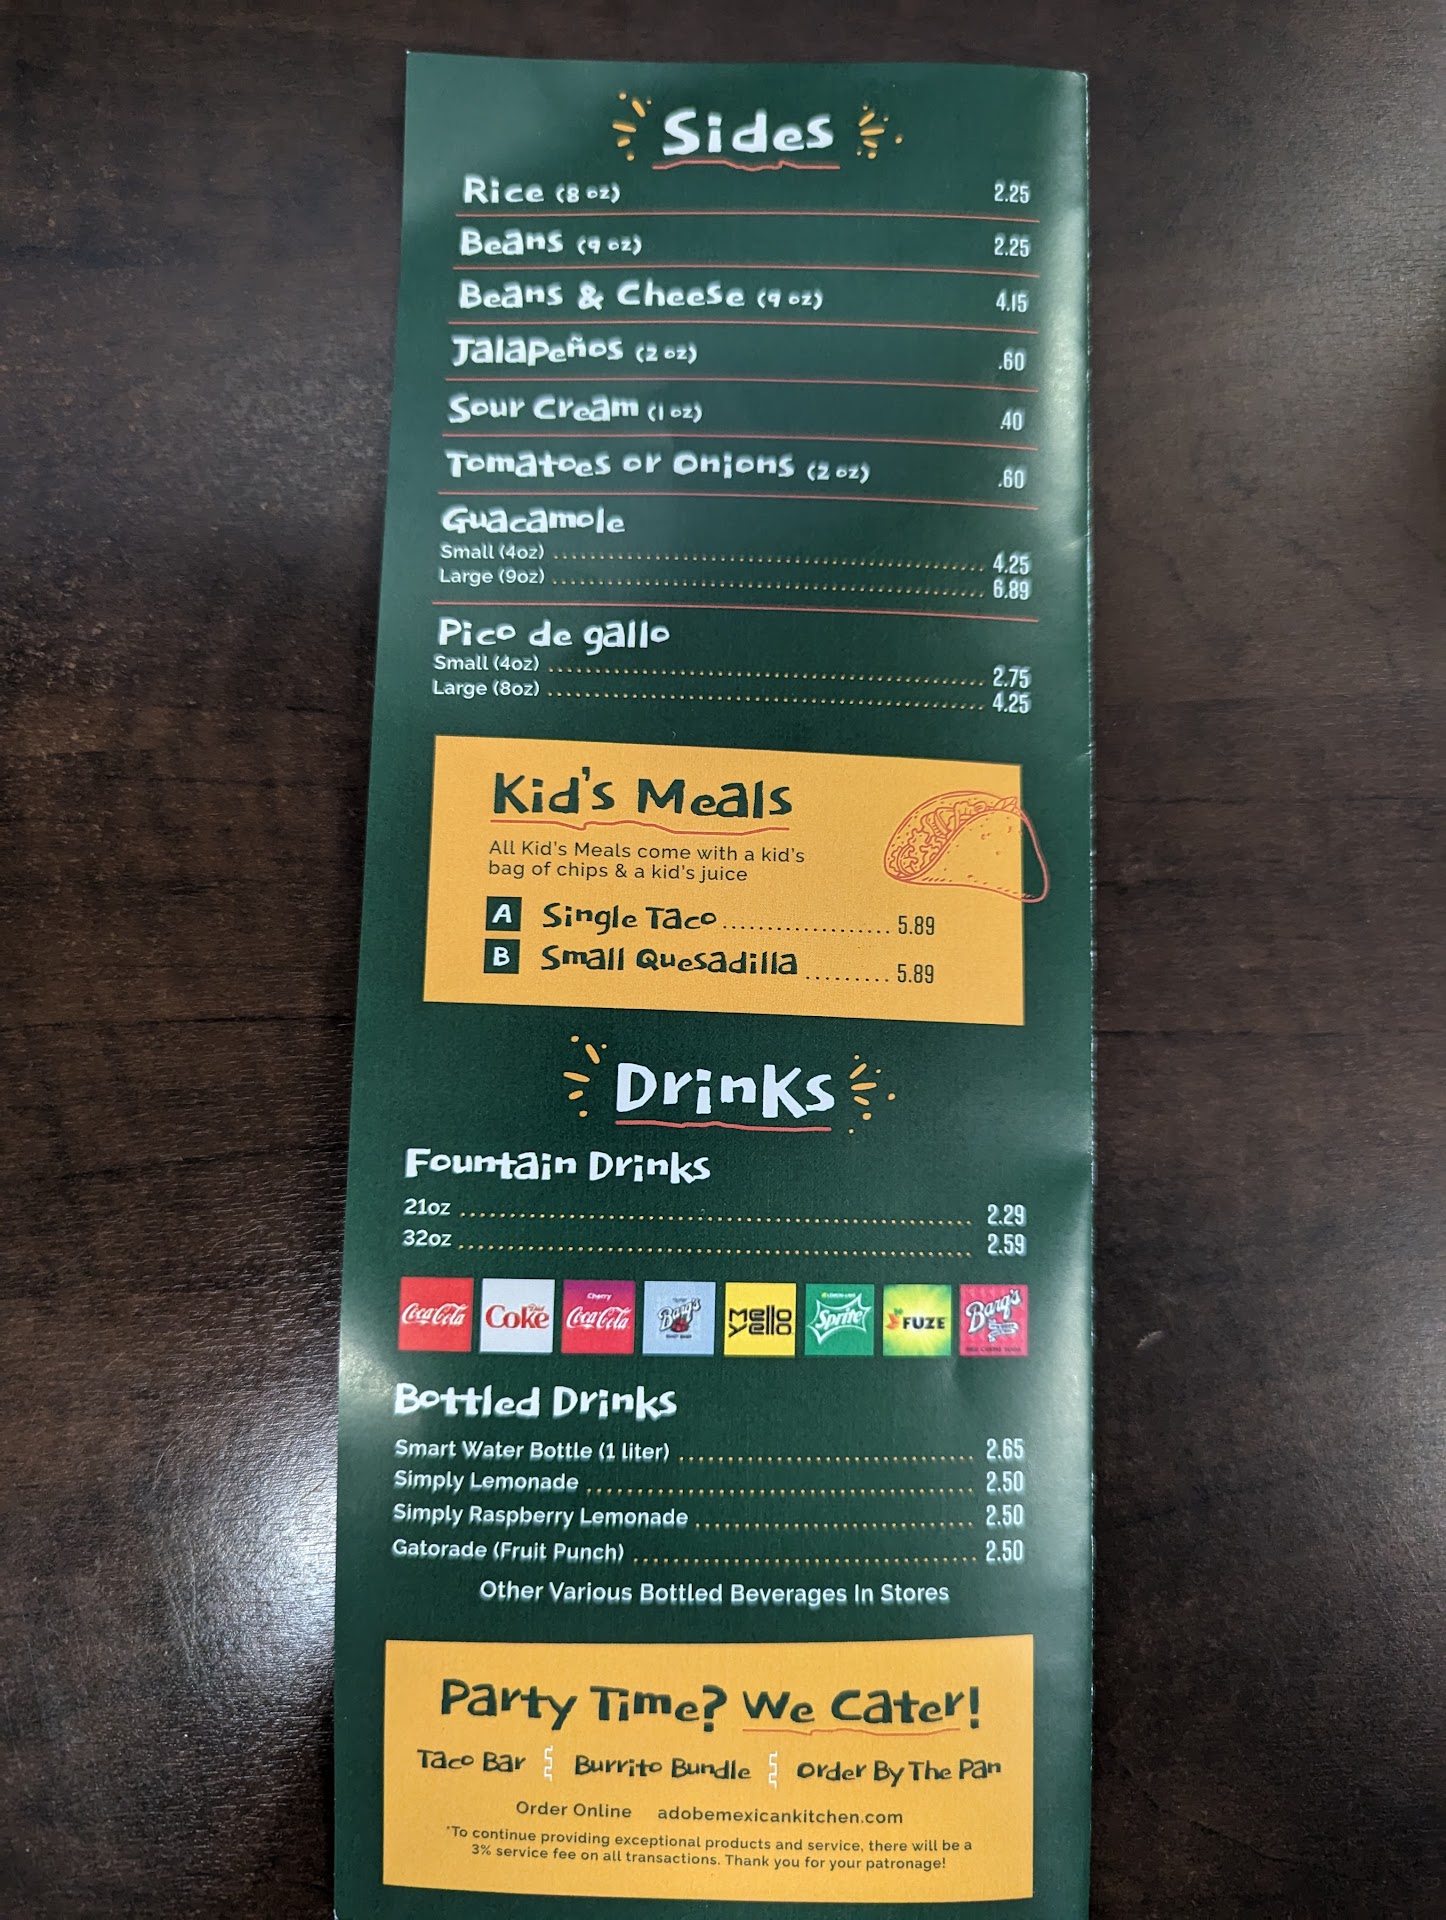 Sides
Rice (8 oz) 2.25
Beans (9 oz) 2.25
Beans & Cheese (9 oz) 4.15
Jalapeños (2 oz) .60
Sour Cream (1 oz) .40
Tomatoes or Onions (2 oz) .60
Guacamole
Small (4oz) 4.25
Large (9oz) 6.89
Pico de gallo
Small (4oz) 2.75
Large (8oz) 4.25
Kid's Meals
All Kid's Meals come with a kid's
bag of chips & a kid's juice
A Single Taco 5.89
B Small Quesadilla 5.89
Drinks
Fountain Drinks
21oz 2.29
32oz 2.59
Coca-Cola
Diet Coke
Cherry Coca-Cola
Barq's
Mello Yello
Sprite
FUZE
Barq's
Bottled Drinks
Smart Water Bottle (1 liter) 2.65
Simply Lemonade 2.50
Simply Raspberry Lemonade 2.50
Gatorade (Fruit Punch) 2.50
Other Various Bottled Beverages In Stores
Party Time? We Cater!
Taco Bar Burrito Bundle Order By The Pan
Order Online adobemexicankitchen.com
*To continue providing exceptional products and service, there will be a
3% service fee on all transactions. Thank you for your patronage!